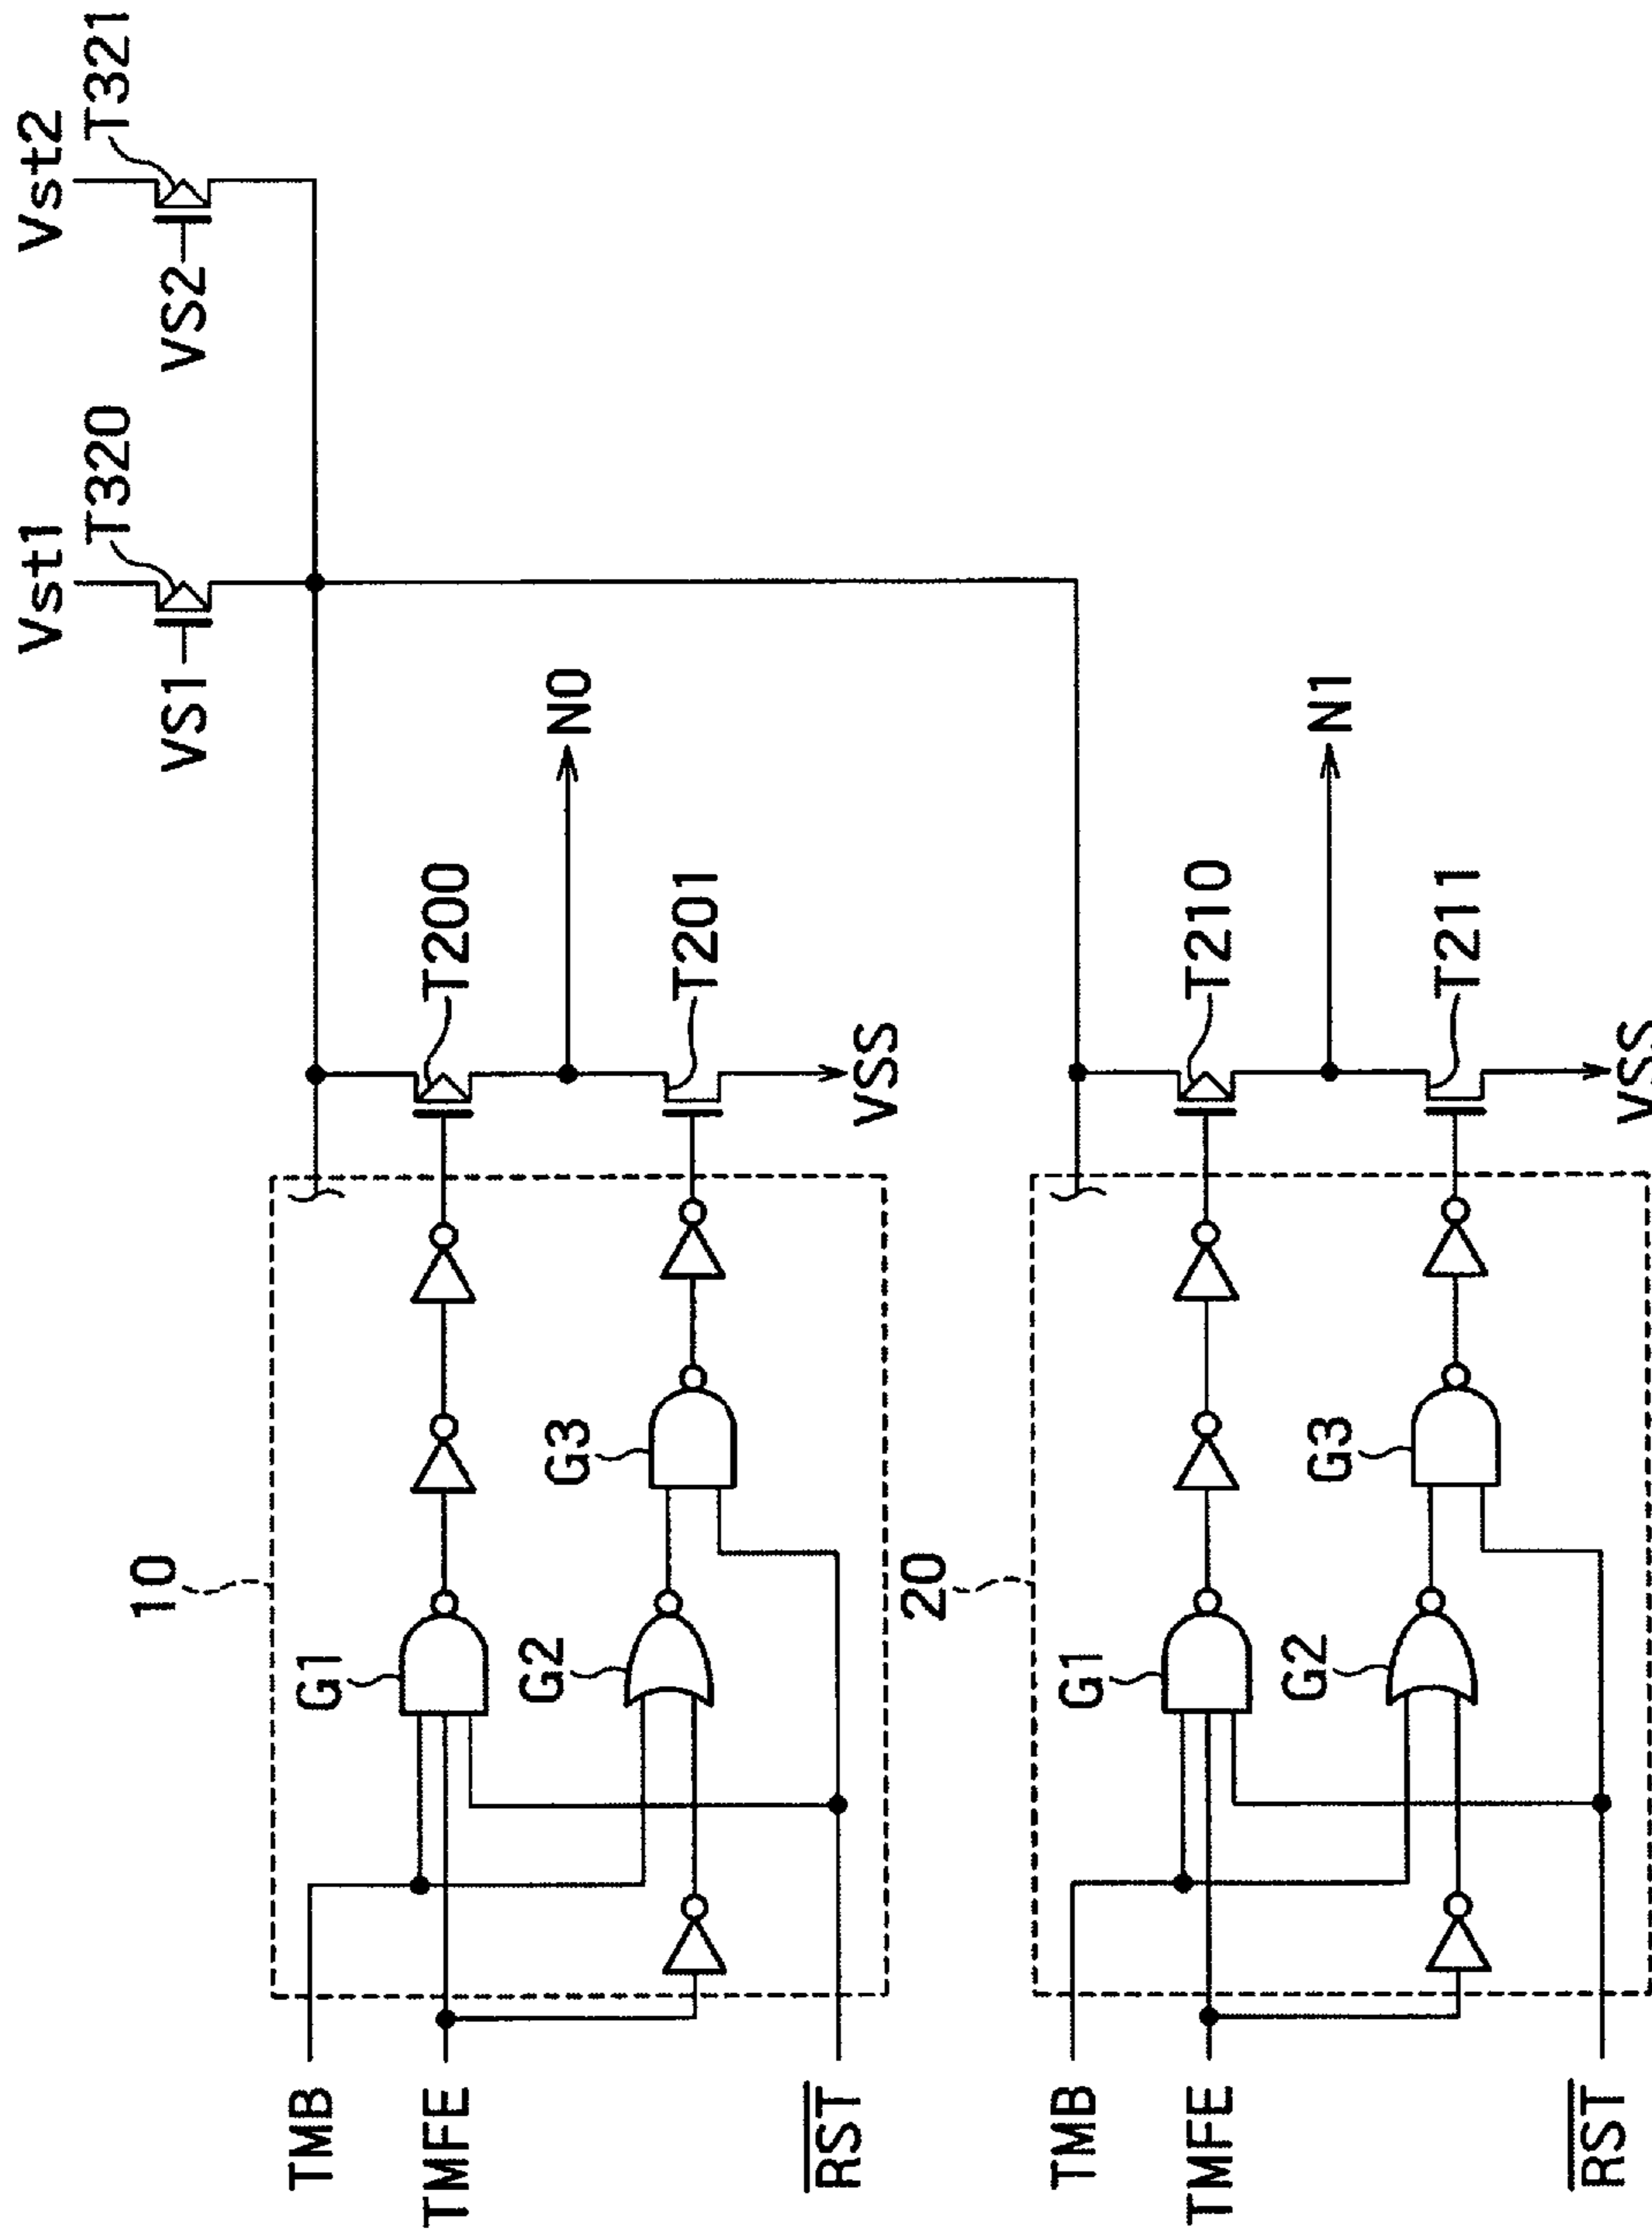 Vst1
Vst2
T320
T321
VS1
VS2
10
G1
T200
N0
G2
G3
T201
VSS
TMB
TMFE
RST
20
G1
T210
N1
G2
G3
T211
VSS
TMB
TMFE
RST